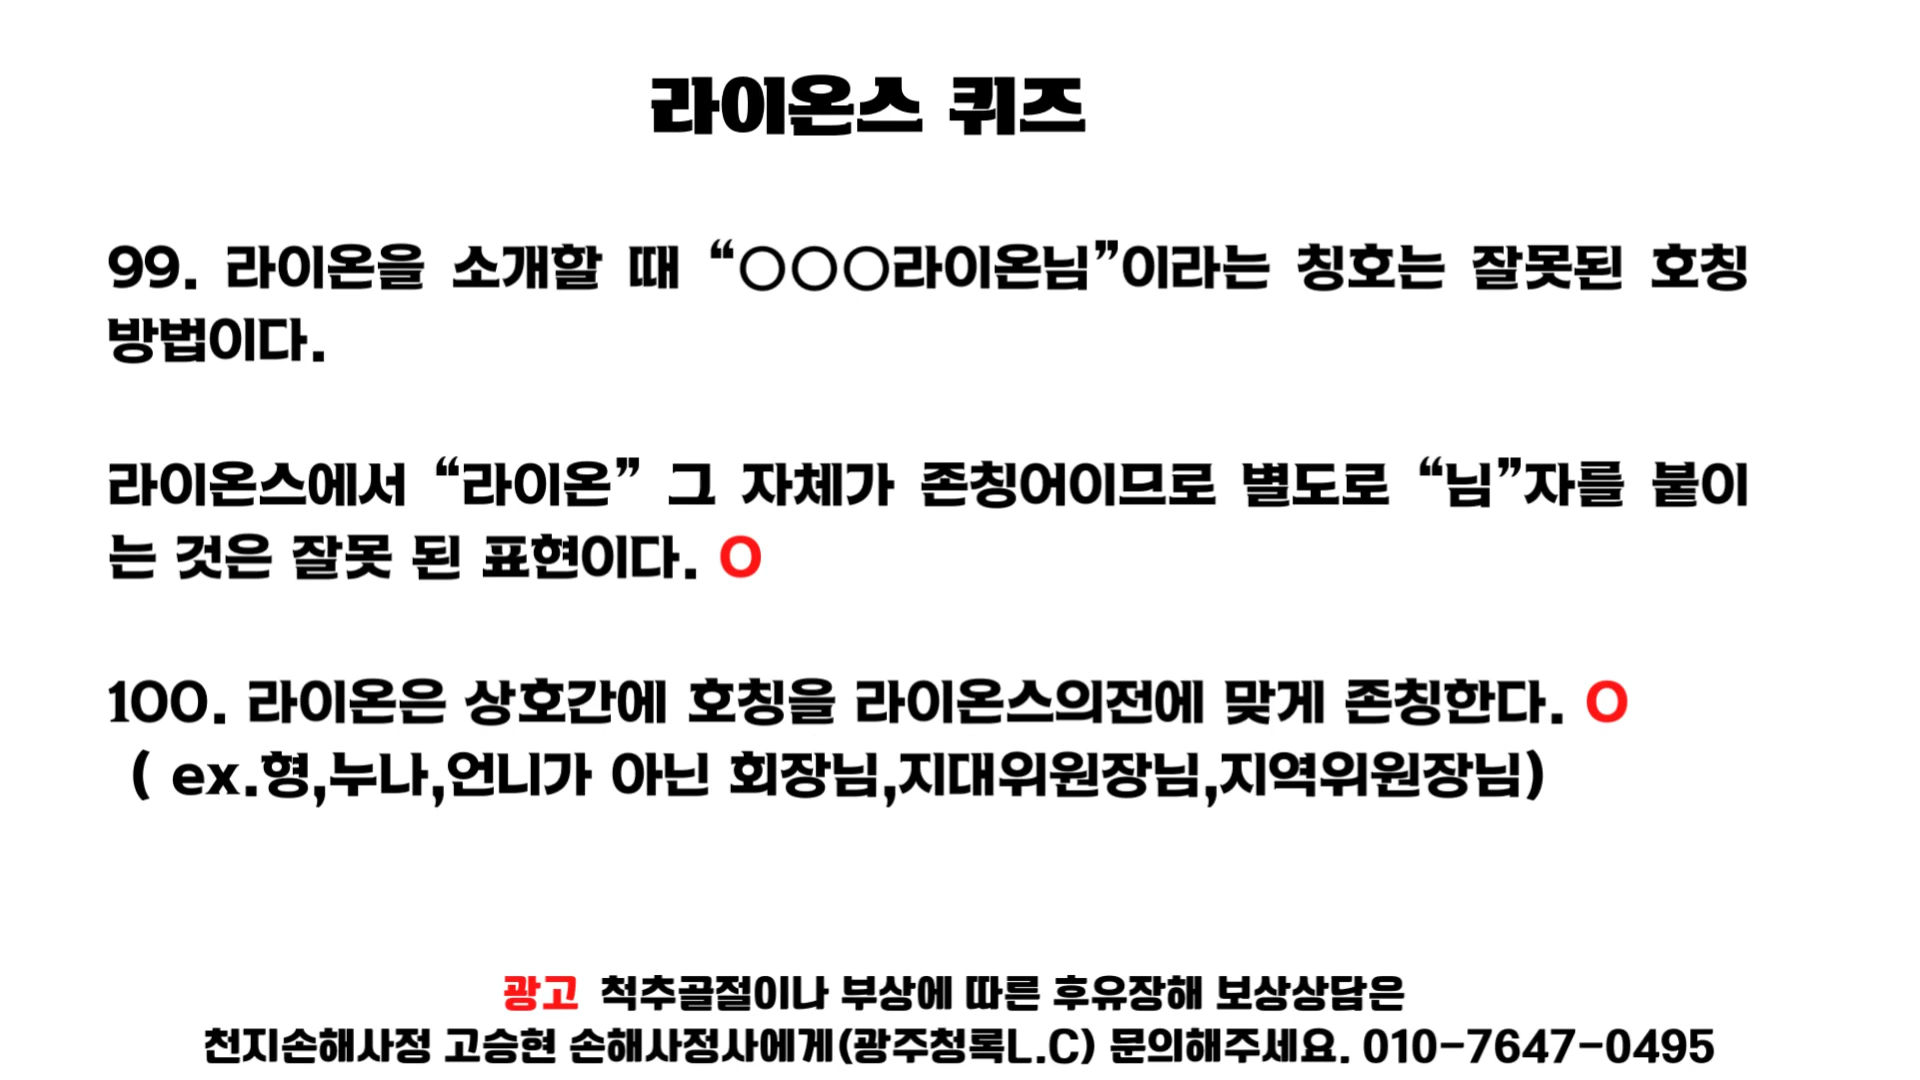 라이온스 퀴즈
99. 라이온을 소개할 때 “○○○라이온님”이라는 칭호는 잘못된 호칭
방법이다.
라이온스에서 “라이온” 그 자체가 존칭어이므로 별도로 “님”자를 붙이
는 것은 잘못 된 표현이다. O
100. 라이온은 상호간에 호칭을 라이온스의전에 맞게 존칭한다. O
( ex.형,누나,언니가 아닌 회장님,지대위원장님,지역위원장님)
광고 척추골절이나 부상에 따른 후유장해 보상상담은
천지손해사정 고승현 손해사정사에게(광주청록L.C) 문의해주세요. 010-7647-0495